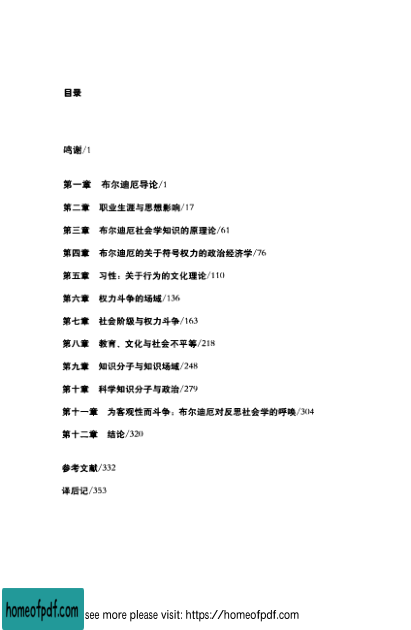 目录
鸣谢/1
第一章 布尔迪厄导论/1
第二章 职业生涯与思想影响/17
第三章 布尔迪厄社会学知识的原理论/61
第四章 布尔迪厄的关于符号权力的政治经济学/76
第五章 习性：关于行为的文化理论/110
第六章 权力斗争的场域/136
第七章 社会阶级与权力斗争/163
第八章 教育、文化与社会不平等/218
第九章 知识分子与知识场域/248
第十章 科学知识分子与政治/279
第十一章 为客观性而斗争：布尔迪厄对反思社会学的呼唤/304
第十二章 结论/320
参考文献/332
译后记/353
homeofpdf.com see more please visit: https://homeofpdf.com